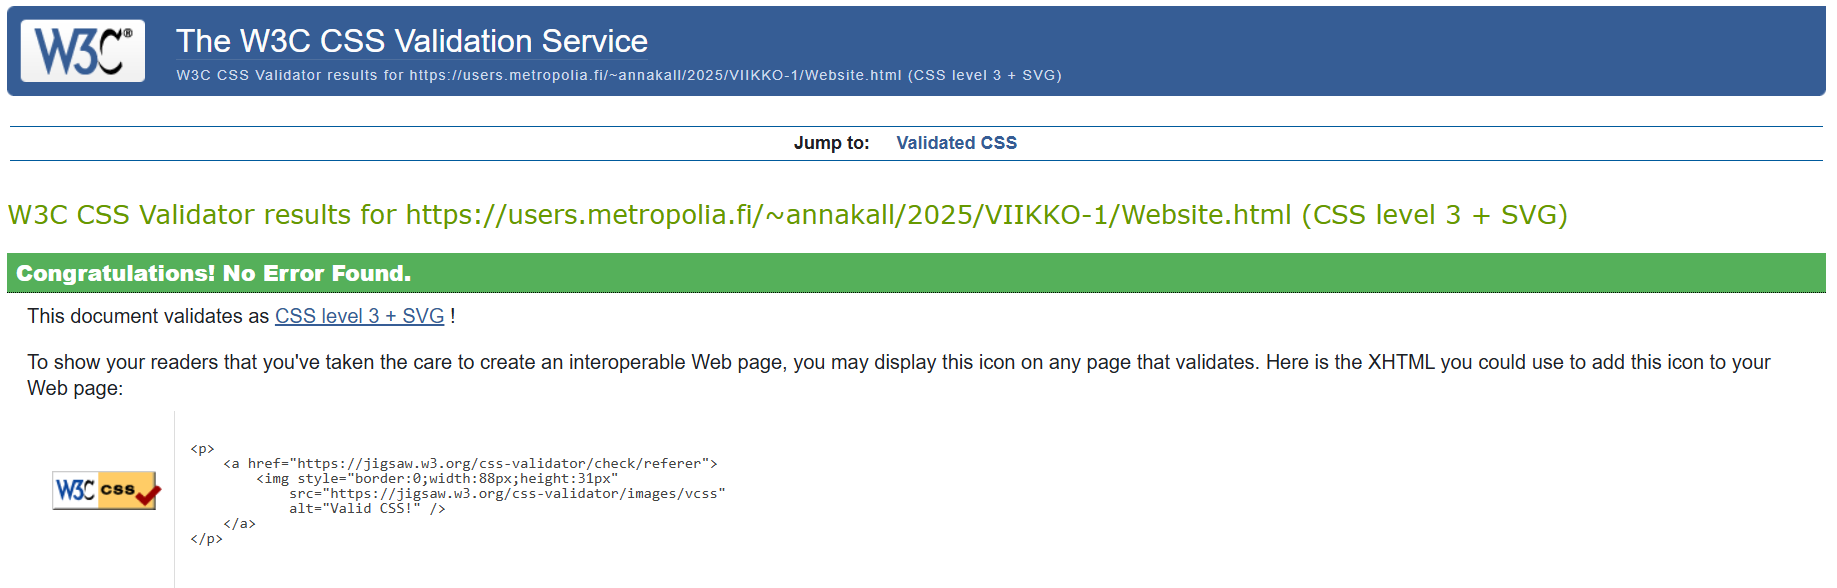 W3C®
The W3C CSS Validation Service
W3C CSS Validator results for https://users.metropolia.fi/~annakall/2025/VIIKKO-1/Website.html (CSS level 3 + SVG)
Jump to: Validated CSS
W3C CSS Validator results for https://users.metropolia.fi/~annakall/2025/VIIKKO-1/Website.html (CSS level 3 + SVG)
Congratulations! No Error Found.
This document validates as CSS level 3 + SVG !
To show your readers that you've taken the care to create an interoperable Web page, you may display this icon on any page that validates. Here is the XHTML you could use to add this icon to your
Web page:
W3C css
<p>
    <a href="https://jigsaw.w3.org/css-validator/check/referer">
        <img style="border:0;width:88px;height:31px"
            src="https://jigsaw.w3.org/css-validator/images/vcss"
            alt="Valid CSS!" />
    </a>
</p>